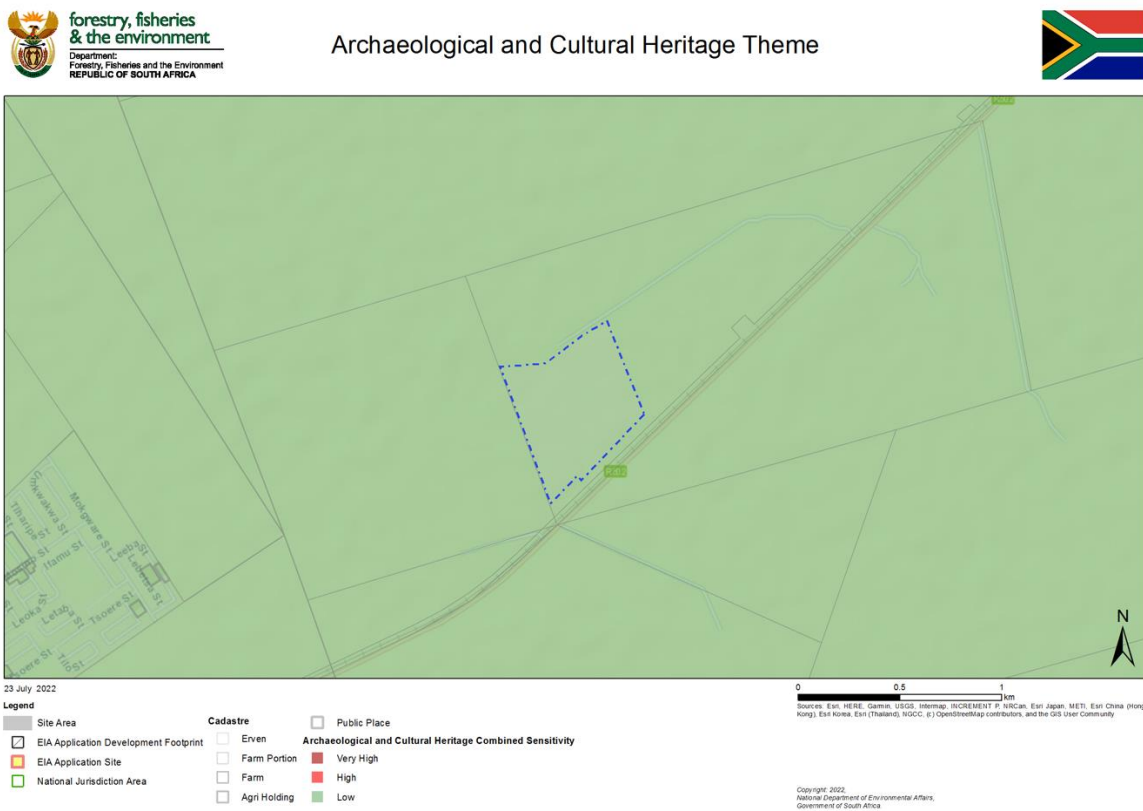 forestry, fisheries
& the environment
Department:
Forestry, Fisheries and the Environment
REPUBLIC OF SOUTH AFRICA
Archaeological and Cultural Heritage Theme
Mokgware St
Tlharipe St
Itamu St
Leeba St
Leoka St
Tsoere St
Tilo St
N
23 July 2022
0 0.5 1
km
Sources: Esri, HERE, Garmin, USGS, Intermap, INCREMENT P, NRCan, Esri Japan, METI, Esri China (Hong
Kong), Esri Korea, Esri (Thailand), NGCC, (c) OpenStreetMap contributors, and the GIS User Community
Legend
Site Area
EIA Application Development Footprint
EIA Application Site
National Jurisdiction Area
Cadastre
Erven
Farm Portion
Farm
Agri Holding
Public Place
Archaeological and Cultural Heritage Combined Sensitivity
Very High
High
Low
Copyright: 2022,
National Department of Environmental Affairs,
Government of South Africa